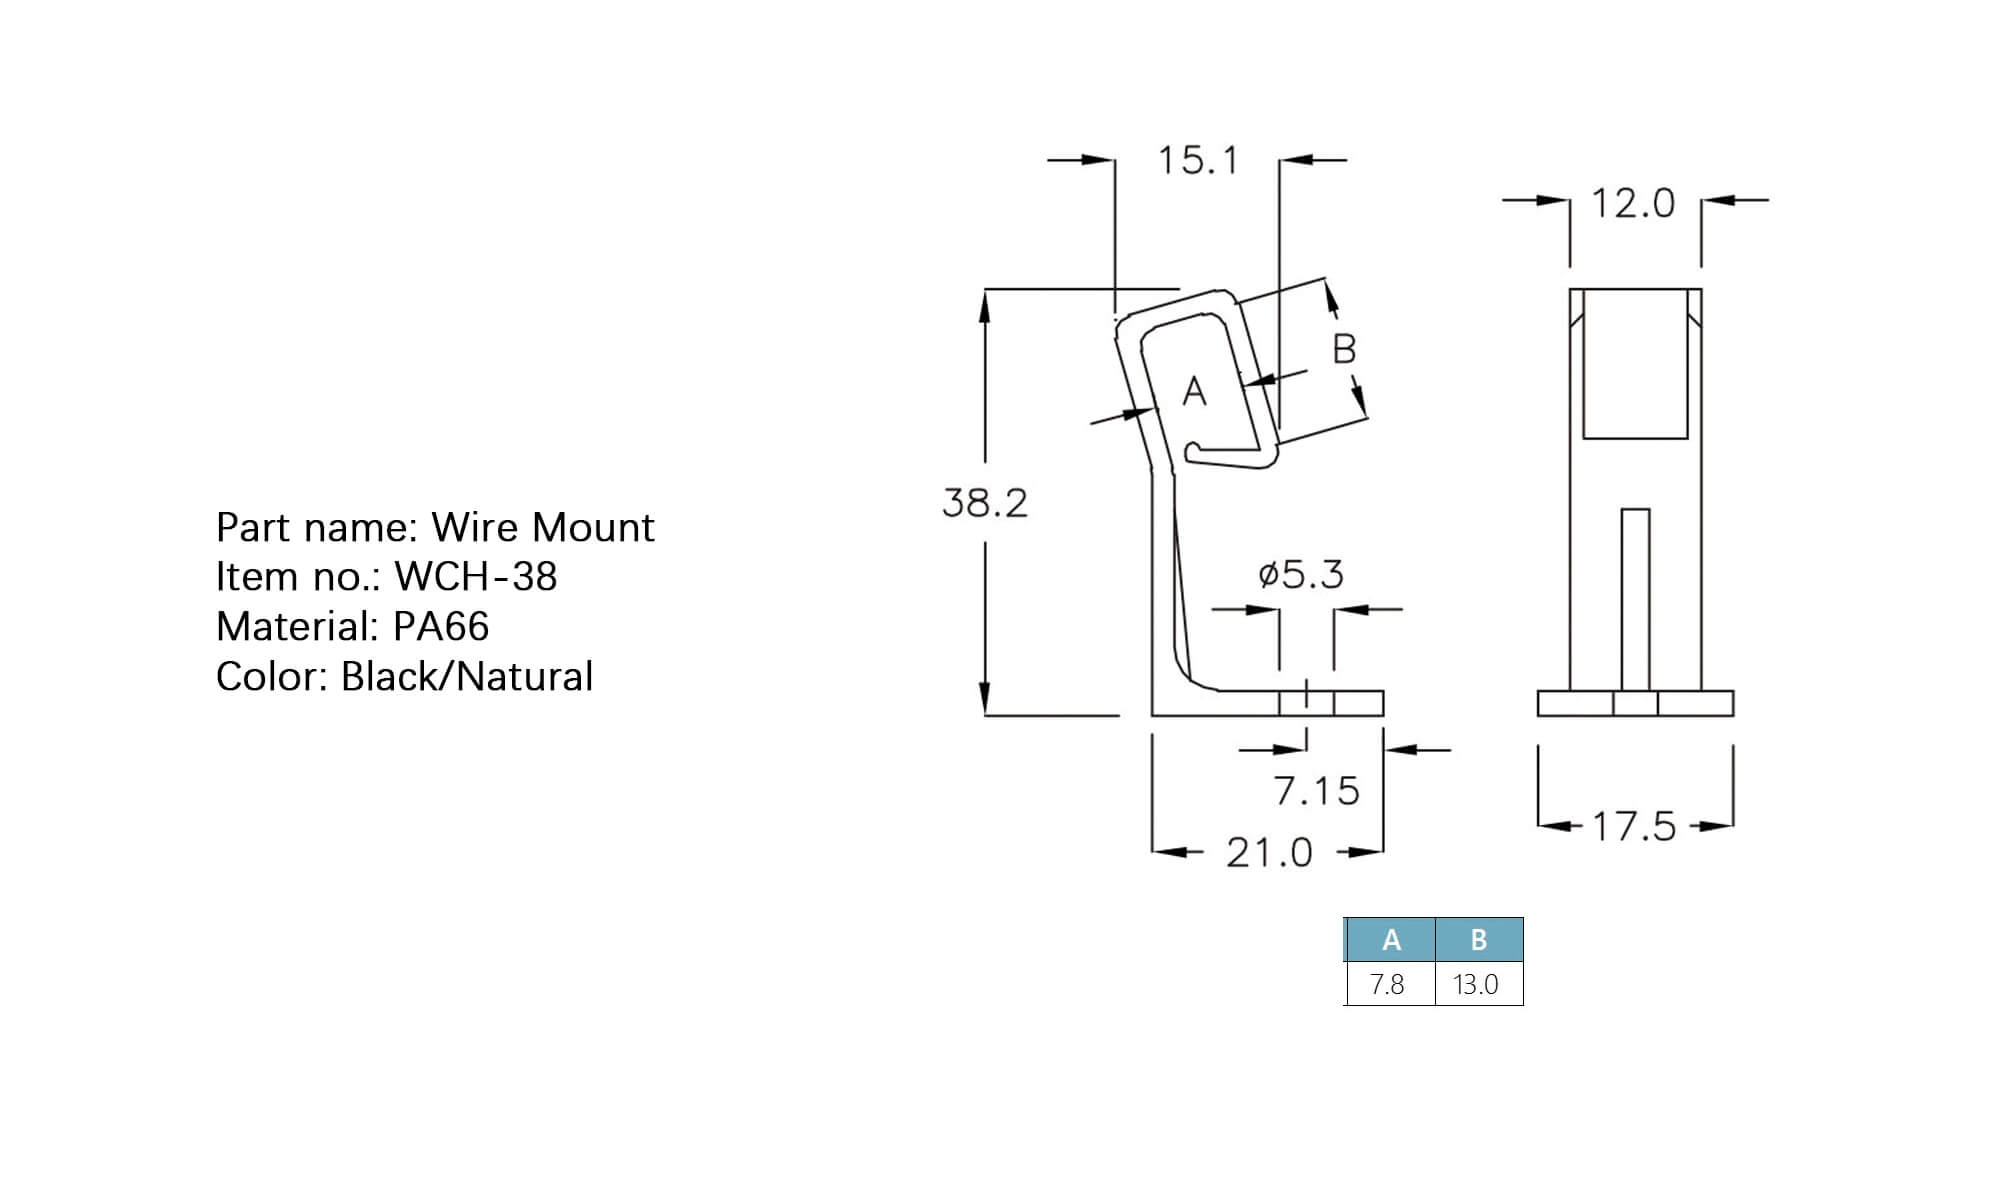 Part name: Wire Mount
Item no.: WCH-38
Material: PA66
Color: Black/Natural
15.1
12.0
B
A
38.2
ø5.3
7.15
21.0
17.5
A B
7.8 13.0